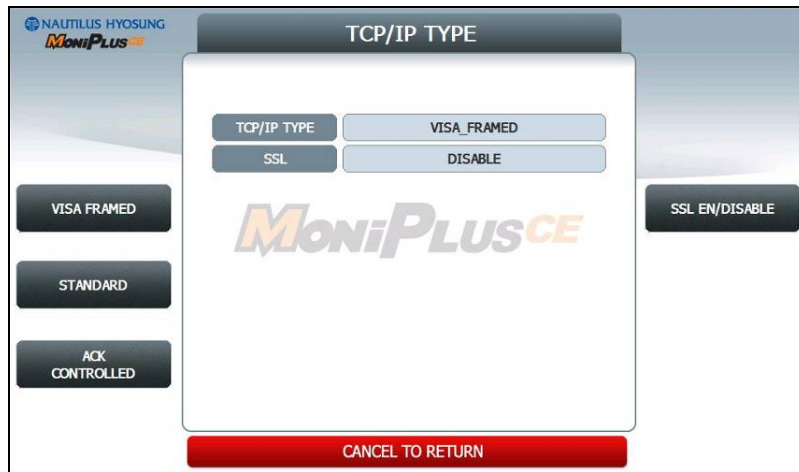 NAUTILUS HYOSUNG
MoniPlusCE
TCP/IP TYPE
TCP/IP TYPE VISA_FRAMED
SSL DISABLE
VISA FRAMED
SSL EN/DISABLE
MoniPlusCE
STANDARD
ACK
CONTROLLED
CANCEL TO RETURN